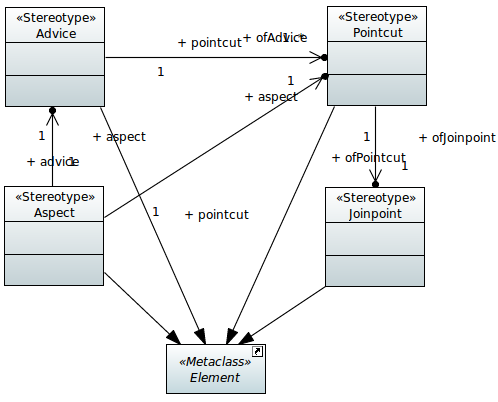 «Stereotype»
Advice
«Stereotype»
Pointcut
+ pointcut
+ ofAdvice
1..*
1
1
+ aspect
1
+ aspect
1
+ ofJoinpoint
+ advice
1
+ ofPointcut
1
«Stereotype»
Aspect
1
+ pointcut
«Stereotype»
Joinpoint
«Metaclass»
Element